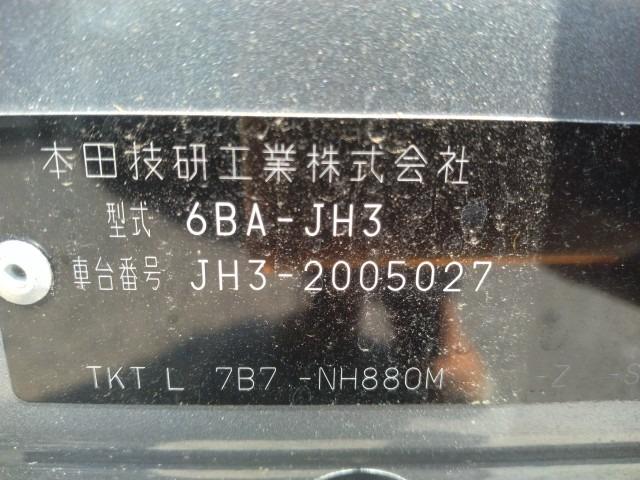 本田技研工業株式会社
型式 6BA-JH3
車台番号 JH3-2005027
TKT L 7B7 -NH880M -Z -S